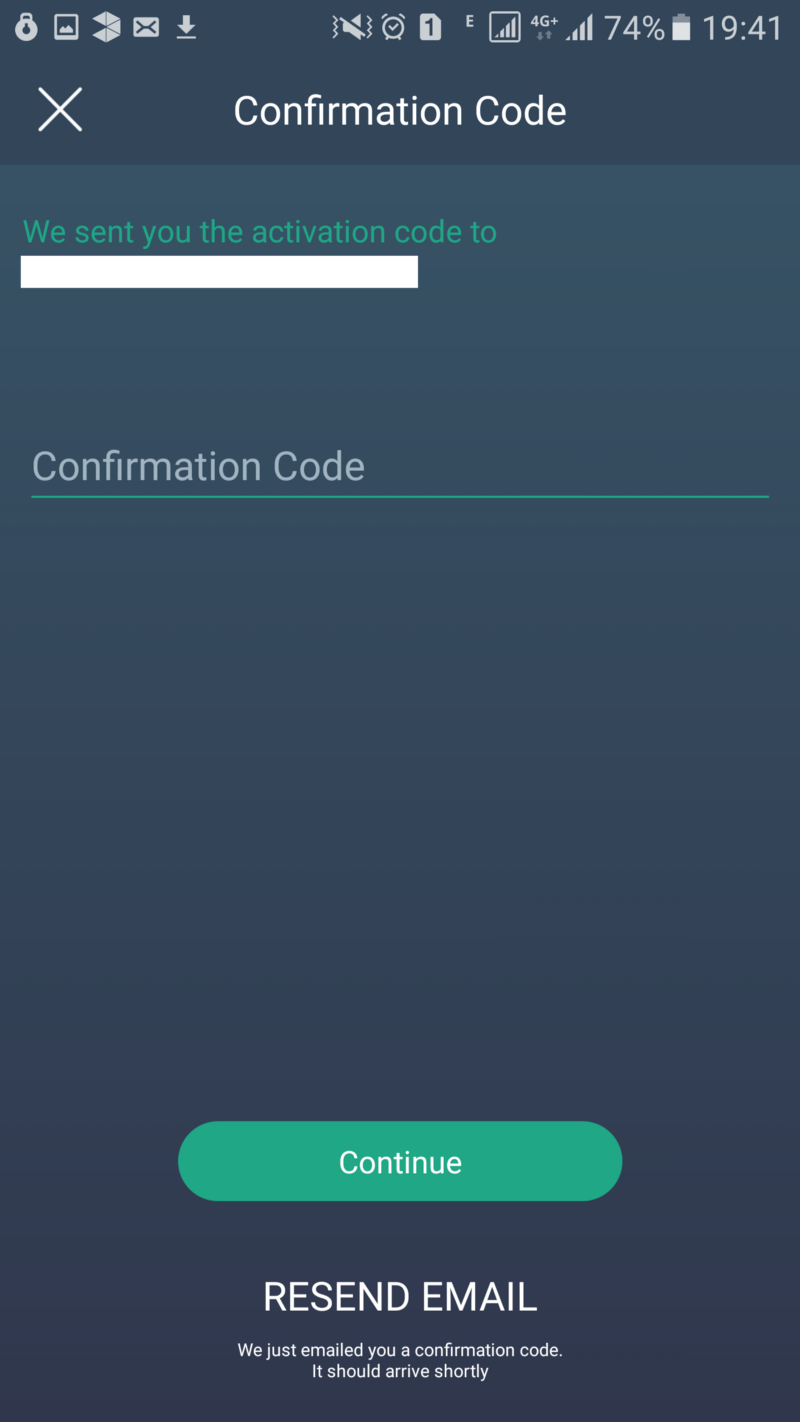 1 E 4G+ 74% 19:41
Confirmation Code
We sent you the activation code to
Confirmation Code
Continue
RESEND EMAIL
We just emailed you a confirmation code.
It should arrive shortly